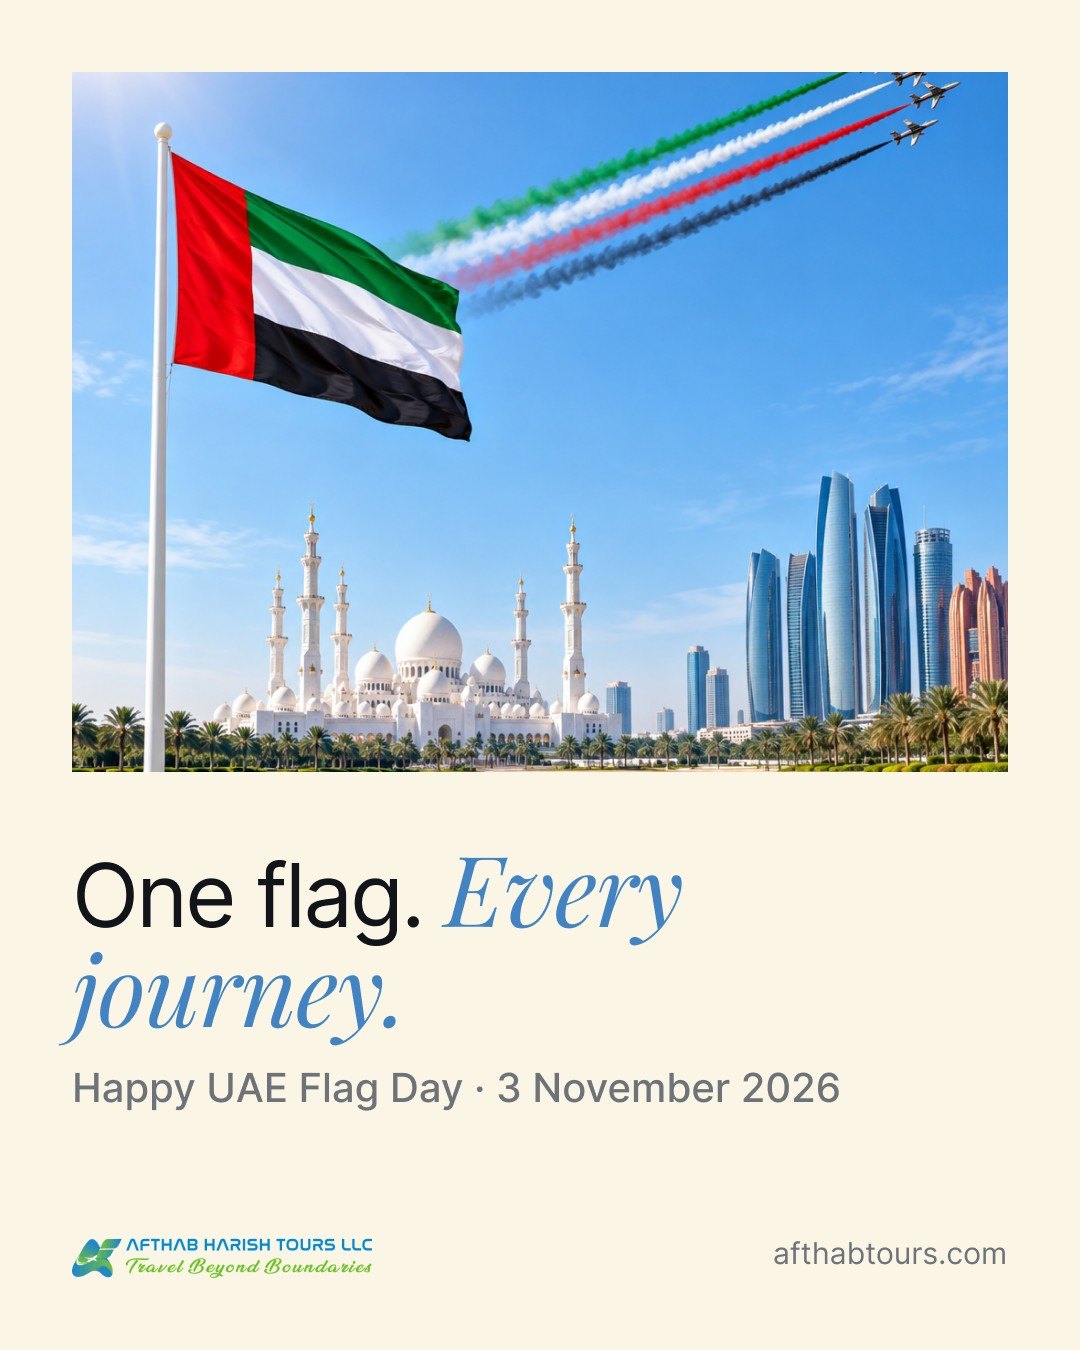 One flag. Every
journey.
Happy UAE Flag Day · 3 November 2026
AFTHAB HARISH TOURS LLC
Travel Beyond Boundaries
afthabtours.com